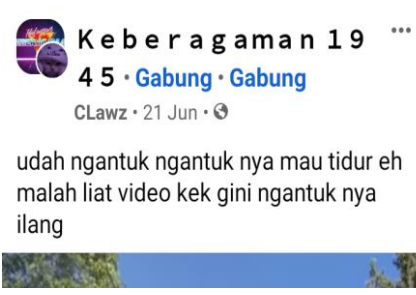 Keberagaman 19
45 · Gabung · Gabung
CLawz · 21 Jun ·
udah ngantuk ngantuk nya mau tidur eh
malah liat video kek gini ngantuk nya
ilang